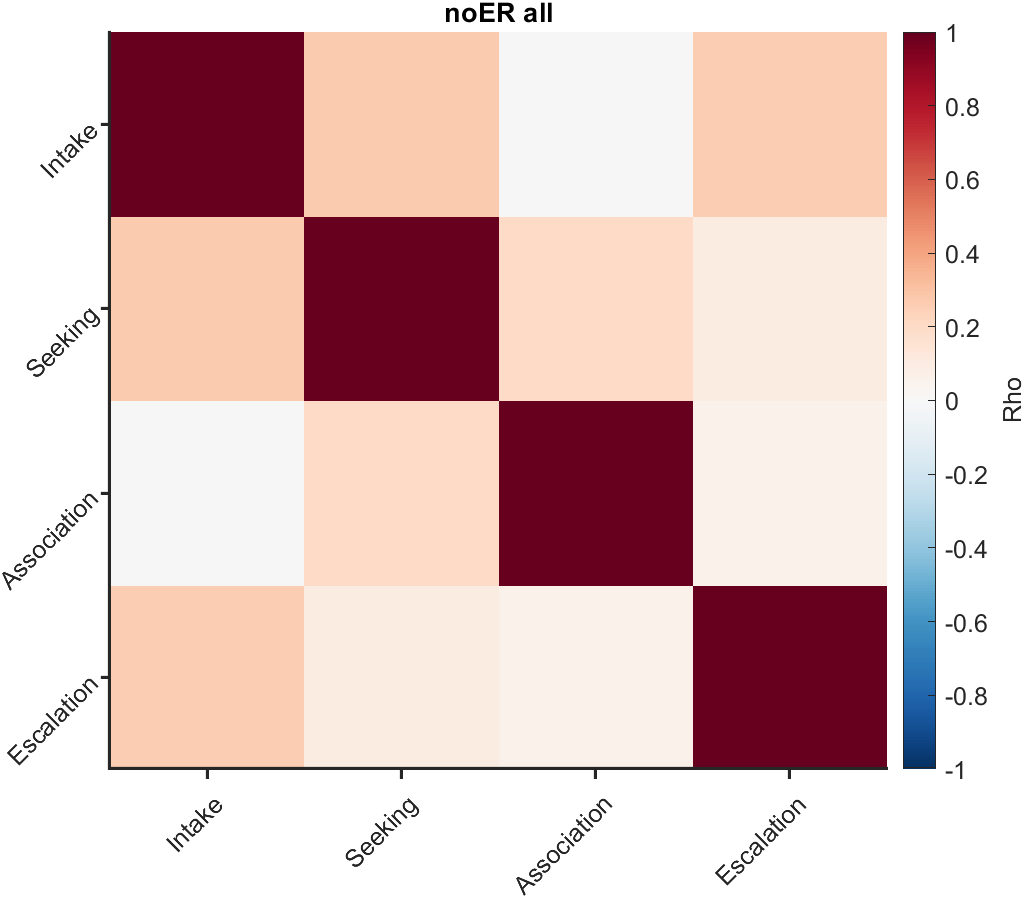 noER all
Intake
Seeking
Association
Escalation
Intake
Seeking
Association
Escalation
1
0.8
0.6
0.4
0.2
0
-0.2
-0.4
-0.6
-0.8
-1
Rho